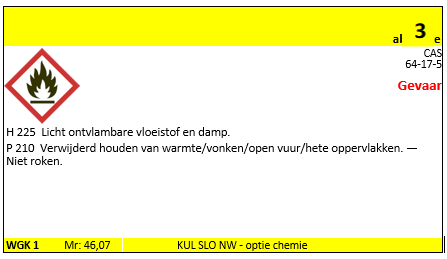 al 3 e
CAS
64-17-5
Gevaar
H 225 Licht ontvlambare vloeistof en damp.
P 210 Verwijderd houden van warmte/vonken/open vuur/hete oppervlakken. —
Niet roken.
WGK 1 Mr: 46,07 KUL SLO NW - optie chemie